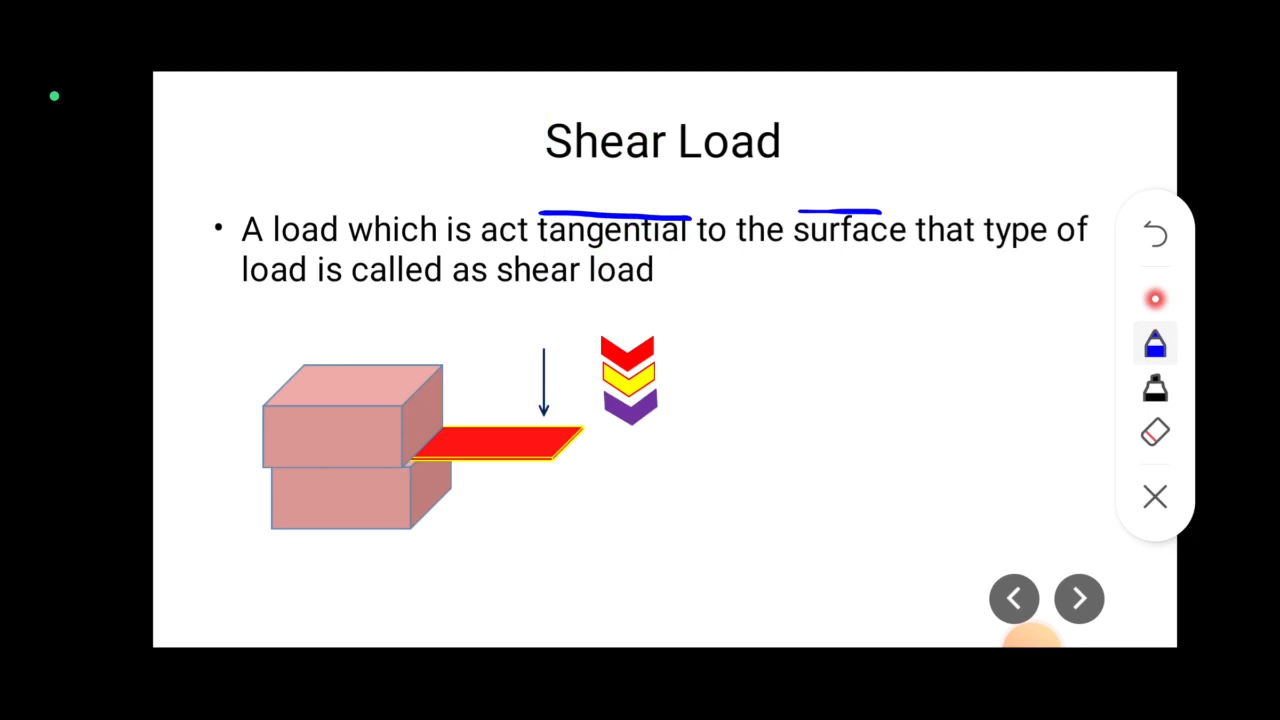 Shear Load
• A load which is act tangential to the surface that type of
load is called as shear load